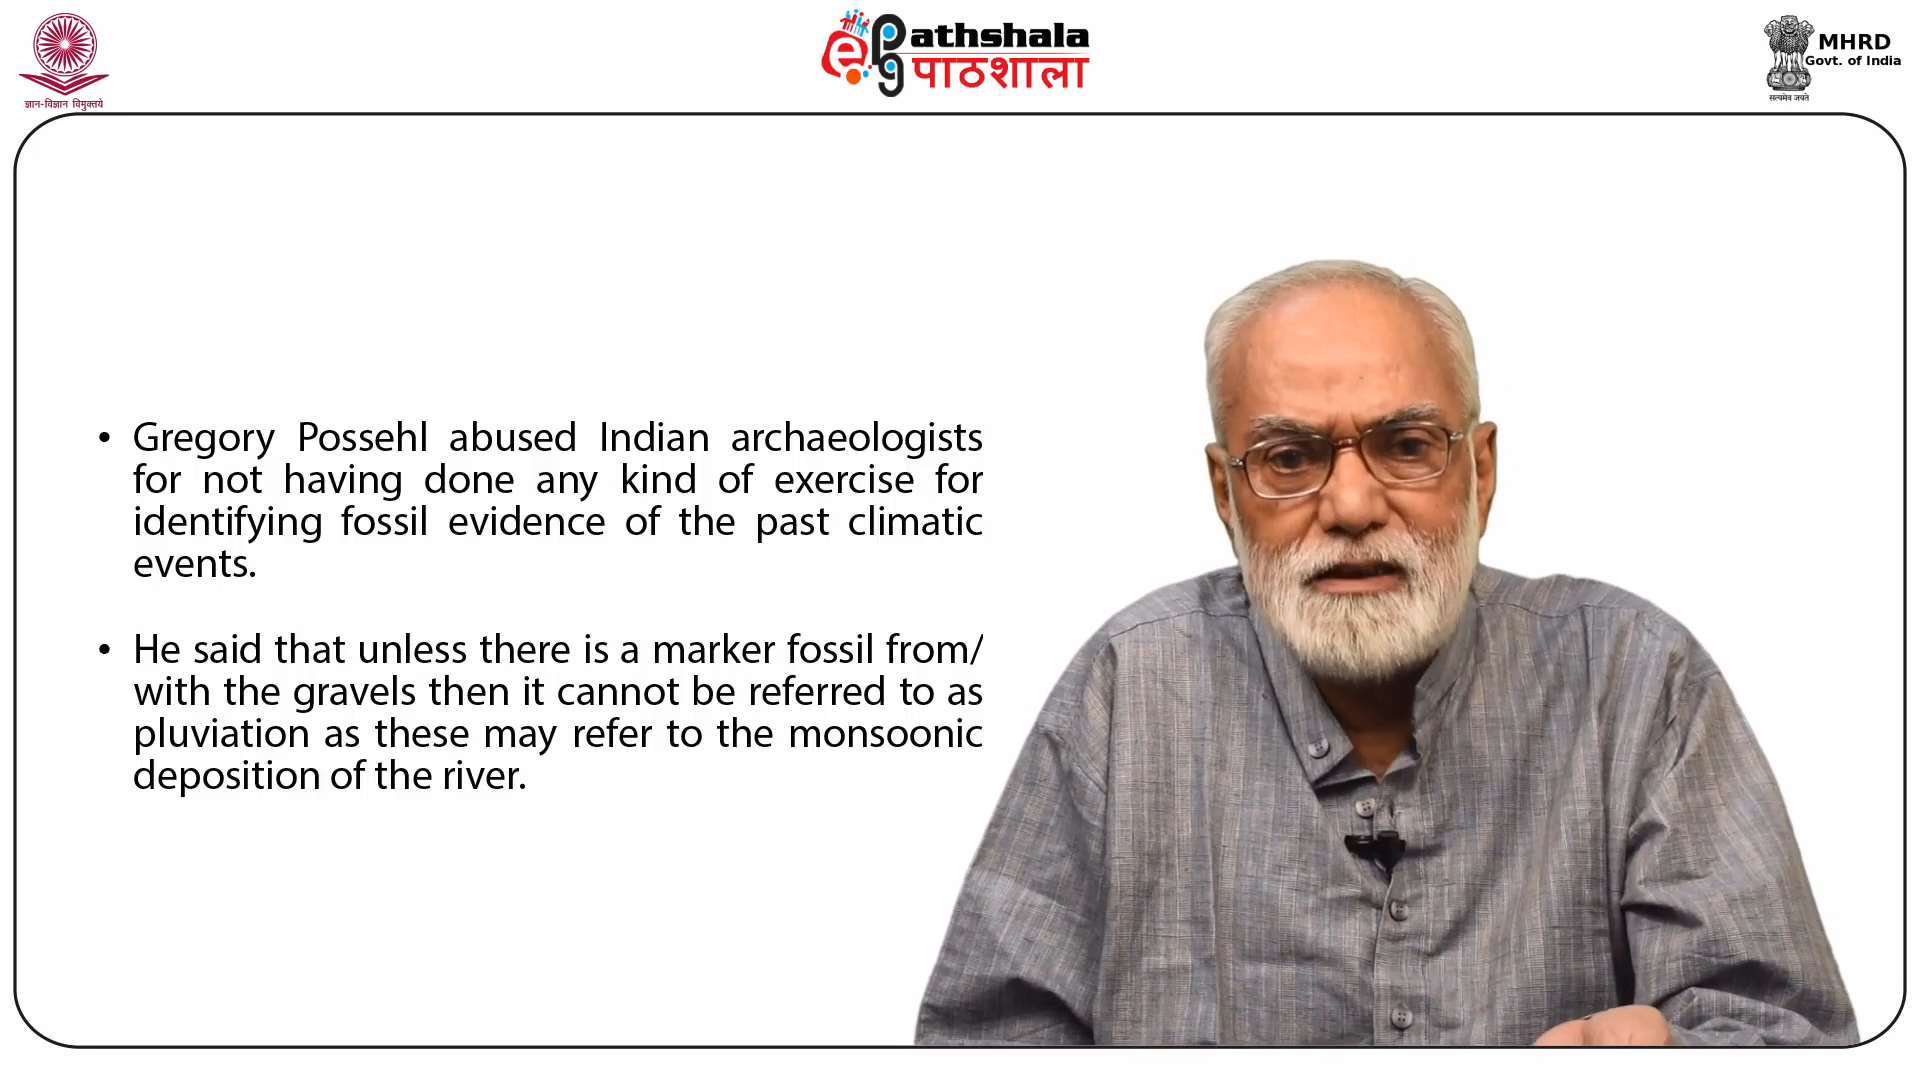 ज्ञान-विज्ञान विमुक्तये
e Pg athshala
पाठशाला
सत्यमेव जयते
MHRD
Govt. of India
• Gregory Possehl abused Indian archaeologists
for not having done any kind of exercise for
identifying fossil evidence of the past climatic
events.
• He said that unless there is a marker fossil from/
with the gravels then it cannot be referred to as
pluviation as these may refer to the monsoonic
deposition of the river.